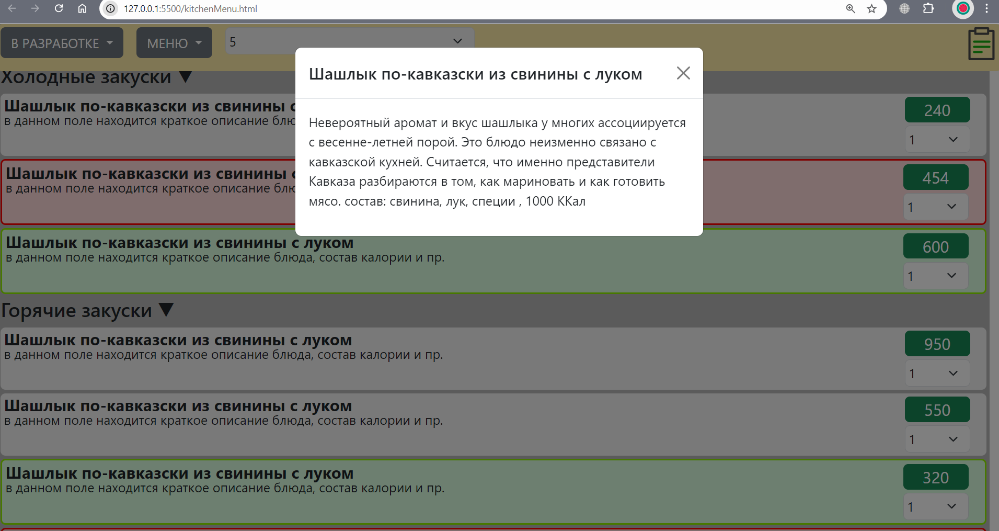 127.0.0.1:5500/kitchenMenu.html
В РАЗРАБОТКЕ
МЕНЮ
5
Холодные закуски ▼
Шашлык по-кавказски из свинины с луком
Невероятный аромат и вкус шашлыка у многих ассоциируется
с весенне-летней порой. Это блюдо неизменно связано с
кавказской кухней. Считается, что именно представители
Кавказа разбираются в том, как мариновать и как готовить
мясо. состав: свинина, лук, специи , 1000 ККал
Шашлык по-кавказски из свинины с
240
в данном поле находится краткое описание блю
1
Шашлык по-кавказски из свинины с
454
в данном поле находится краткое описание блю
1
Шашлык по-кавказски из свинины с луком
600
в данном поле находится краткое описание блюда, состав калории и пр.
1
Горячие закуски ▼
Шашлык по-кавказски из свинины с луком
950
в данном поле находится краткое описание блюда, состав калории и пр.
1
Шашлык по-кавказски из свинины с луком
550
в данном поле находится краткое описание блюда, состав калории и пр.
1
Шашлык по-кавказски из свинины с луком
320
в данном поле находится краткое описание блюда, состав калории и пр.
1